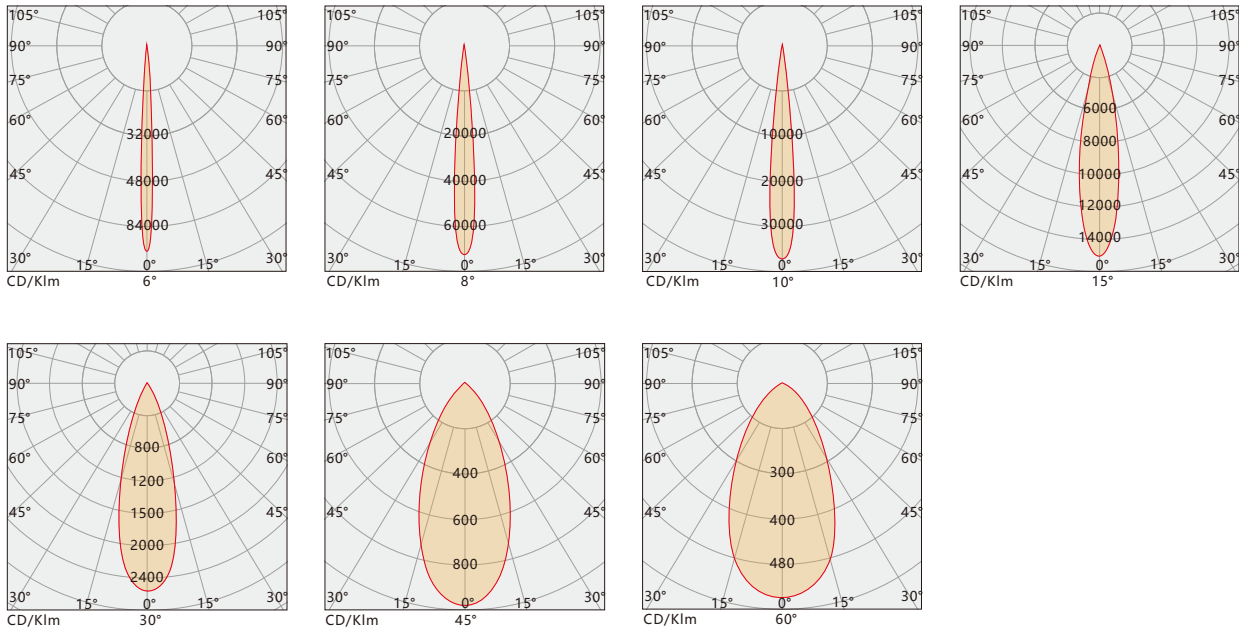 105° 105° 105° 105° 105° 105° 105° 105°
90° 90° 90° 90° 90° 90° 90° 90°
75° 75° 75° 75° 75° 75° 75° 75°
60° 60° 60° 60° 60° 60° 60° 60°
6000
32000 20000 10000 8000
45° 45° 45° 45° 45° 45° 45° 45°
48000 40000 20000 10000
12000
84000 60000 30000 14000
30° 15° 0° 15° 30° 30° 15° 0° 15° 30° 30° 15° 0° 15° 30° 30° 15° 0° 15° 30°
CD/Klm 6° CD/Klm 8° CD/Klm 10° CD/Klm 15°
105° 105° 105° 105° 105° 105°
90° 90° 90° 90° 90° 90°
75° 75° 75° 75° 75° 75°
800
60° 60° 60° 60° 60° 60°
1200 400 300
45° 45° 45° 45° 45° 45°
1500 600 400
2000
2400 800 480
30° 15° 0° 15° 30° 30° 15° 0° 15° 30° 30° 15° 0° 15° 30°
CD/Klm 30° CD/Klm 45° CD/Klm 60°